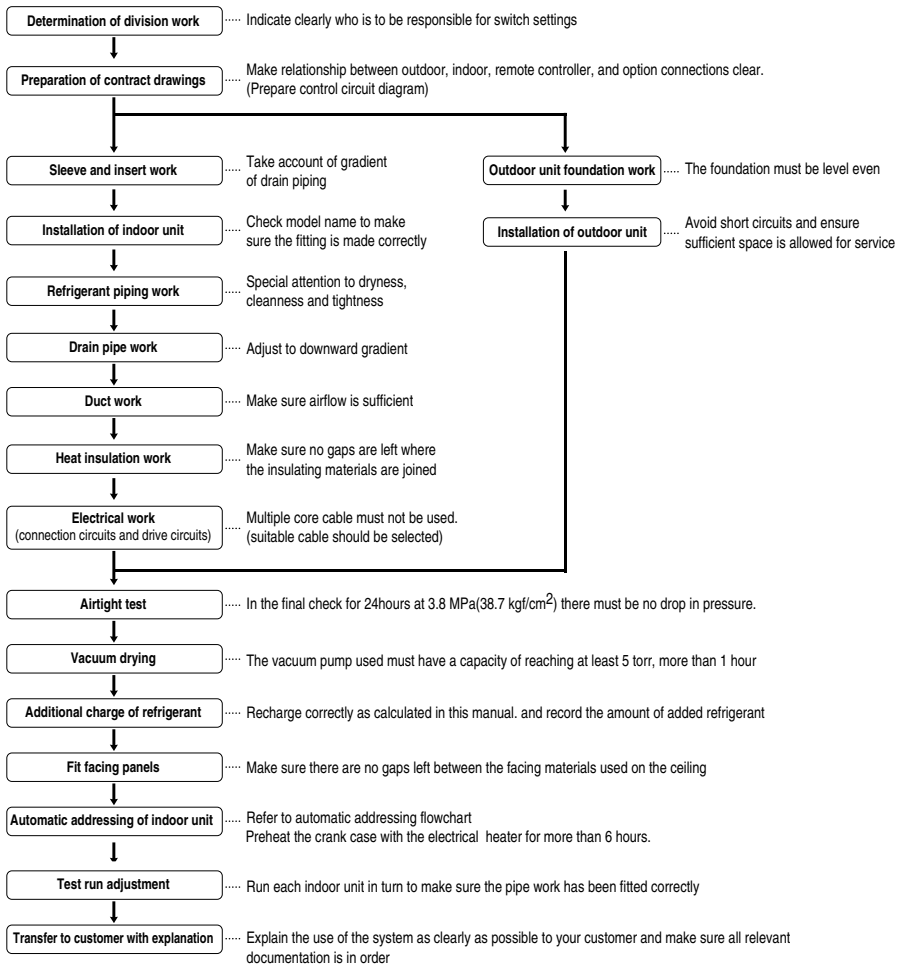 Determination of division work ..... Indicate clearly who is to be responsible for switch settings
Preparation of contract drawings ..... Make relationship between outdoor, indoor, remote controller, and option connections clear.
(Prepare control circuit diagram)
Sleeve and insert work ..... Take account of gradient
of drain piping
Outdoor unit foundation work ..... The foundation must be level even
Installation of indoor unit ..... Check model name to make
sure the fitting is made correctly
Installation of outdoor unit ..... Avoid short circuits and ensure
sufficient space is allowed for service
Refrigerant piping work ..... Special attention to dryness,
cleanness and tightness
Drain pipe work ..... Adjust to downward gradient
Duct work ..... Make sure airflow is sufficient
Heat insulation work ..... Make sure no gaps are left where
the insulating materials are joined
Electrical work
(connection circuits and drive circuits) ..... Multiple core cable must not be used.
(suitable cable should be selected)
Airtight test ..... In the final check for 24hours at 3.8 MPa(38.7 kgf/cm2) there must be no drop in pressure.
Vacuum drying ..... The vacuum pump used must have a capacity of reaching at least 5 torr, more than 1 hour
Additional charge of refrigerant ..... Recharge correctly as calculated in this manual. and record the amount of added refrigerant
Fit facing panels ..... Make sure there are no gaps left between the facing materials used on the ceiling
Automatic addressing of indoor unit ..... Refer to automatic addressing flowchart
Preheat the crank case with the electrical heater for more than 6 hours.
Test run adjustment ..... Run each indoor unit in turn to make sure the pipe work has been fitted correctly
Transfer to customer with explanation ..... Explain the use of the system as clearly as possible to your customer and make sure all relevant
documentation is in order